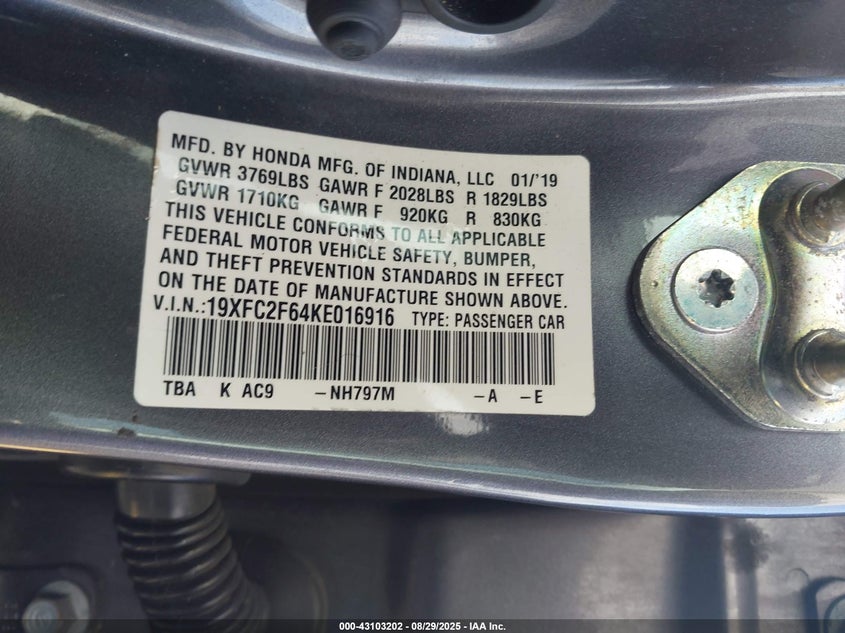 MFD. BY HONDA MFG. OF INDIANA, LLC 01/'19
GVWR 3769LBS GAWR F 2028LBS R 1829LBS
GVWR 1710KG GAWR F 920KG R 830KG
THIS VEHICLE CONFORMS TO ALL APPLICABLE
FEDERAL MOTOR VEHICLE SAFETY, BUMPER,
AND THEFT PREVENTION STANDARDS IN EFFECT
ON THE DATE OF MANUFACTURE SHOWN ABOVE.
V.I.N.:19XFC2F64KE016916 TYPE: PASSENGER CAR
TBA K AC9 –NH797M –A –E
000-43103202 - 08/29/2025 - IAA Inc.